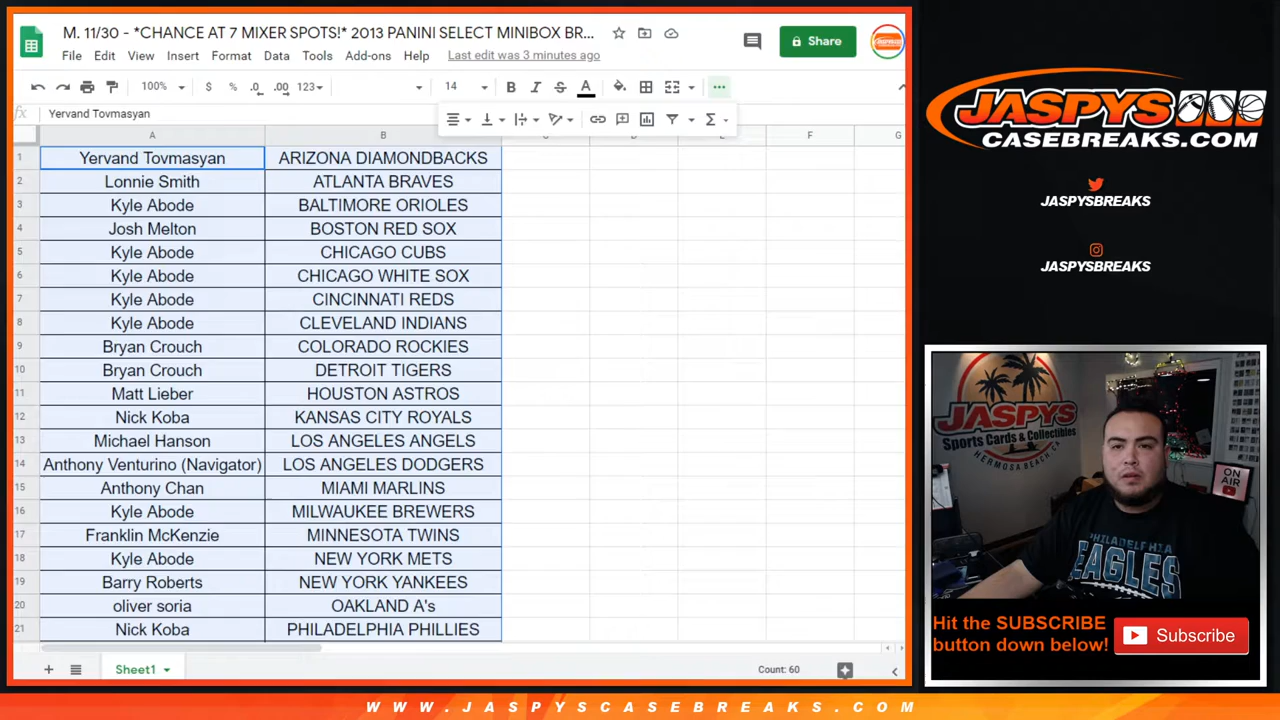 M. 11/30 - *CHANCE AT 7 MIXER SPOTS!* 2013 PANINI SELECT MINIBOX BR...
File Edit View Insert Format Data Tools Add-ons Help Last edit was 3 minutes ago
Share
100% $ % .0 .00 123 14 B I S A
fx Yervand Tovmasyan
A B C D E F G
1 Yervand Tovmasyan ARIZONA DIAMONDBACKS
2 Lonnie Smith ATLANTA BRAVES
3 Kyle Abode BALTIMORE ORIOLES
4 Josh Melton BOSTON RED SOX
5 Kyle Abode CHICAGO CUBS
6 Kyle Abode CHICAGO WHITE SOX
7 Kyle Abode CINCINNATI REDS
8 Kyle Abode CLEVELAND INDIANS
9 Bryan Crouch COLORADO ROCKIES
10 Bryan Crouch DETROIT TIGERS
11 Matt Lieber HOUSTON ASTROS
12 Nick Koba KANSAS CITY ROYALS
13 Michael Hanson LOS ANGELES ANGELS
14 Anthony Venturino (Navigator) LOS ANGELES DODGERS
15 Anthony Chan MIAMI MARLINS
16 Kyle Abode MILWAUKEE BREWERS
17 Franklin McKenzie MINNESOTA TWINS
18 Kyle Abode NEW YORK METS
19 Barry Roberts NEW YORK YANKEES
20 oliver soria OAKLAND A's
21 Nick Koba PHILADELPHIA PHILLIES
Sheet1
Count: 60
JASPYS
CASEBREAKS.COM
JASPYSBREAKS
JASPYSBREAKS
JASPYS
Sports Cards & Collectibles
HERMOSA BEACH CA
ON AIR
PHILADELPHIA
EAGLES
Hit the SUBSCRIBE
button down below!
Subscribe
WWW.JASPYSCASEBREAKS.COM